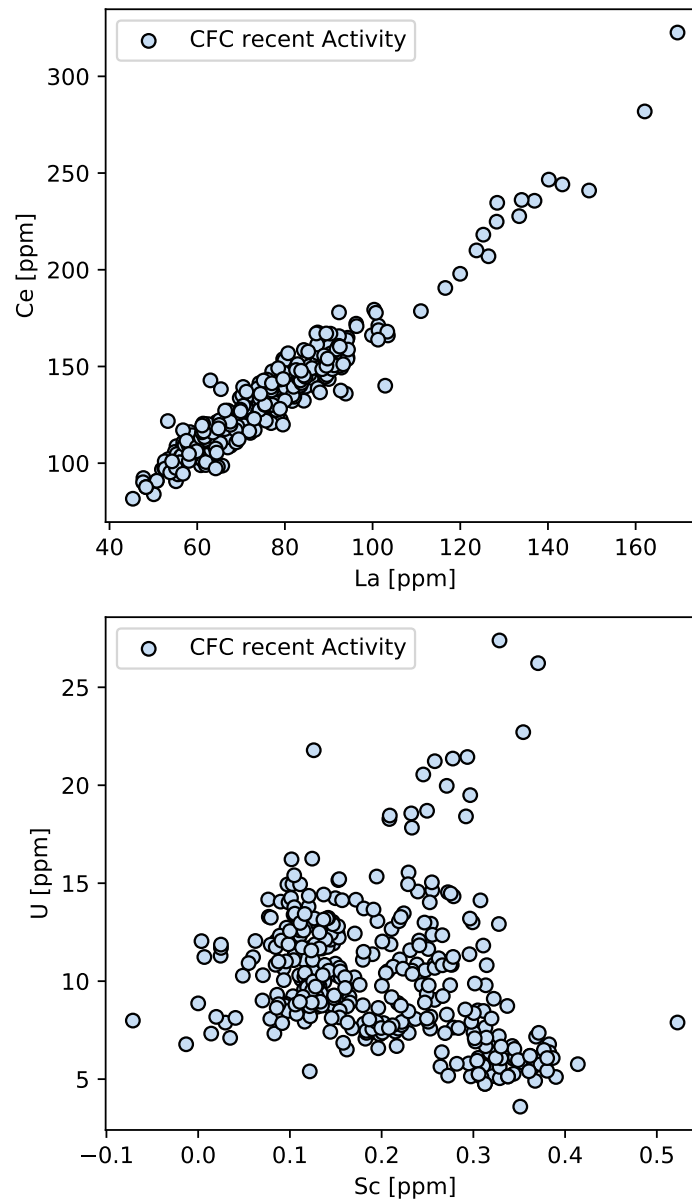 CFC recent Activity
300
250
200
150
100
Ce [ppm]
40 60 80 100 120 140 160
La [ppm]
CFC recent Activity
25
20
15
10
5
U [ppm]
−0.1 0.0 0.1 0.2 0.3 0.4 0.5
Sc [ppm]